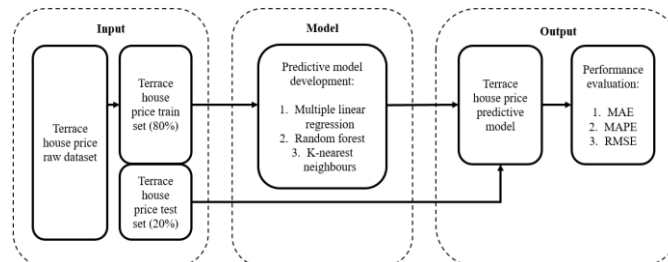 Input
Terrace
house price
raw dataset
Terrace
house
price train
set (80%)
Terrace
house
price test
set (20%)
Model
Predictive model
development:
1. Multiple linear
regression
2. Random forest
3. K-nearest
neighbours
Output
Terrace
house price
predictive
model
Performance
evaluation:
1. MAE
2. MAPE
3. RMSE